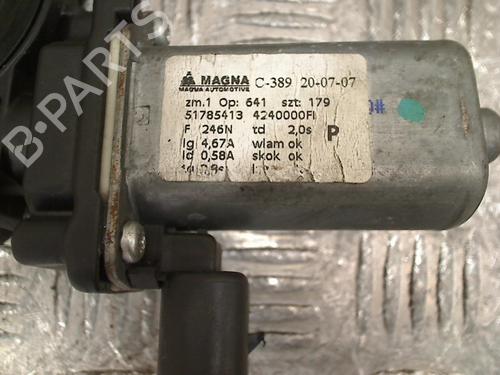 MAGNA C-389 20-07-07
MAGNA AUTOMOTIVE
zm.1 Op: 641 szt: 179
51785413 4240000FI
F 246N td 2,0s P
Ig 4,67A wlam ok
Id 0,58A skok ok
B-Parts